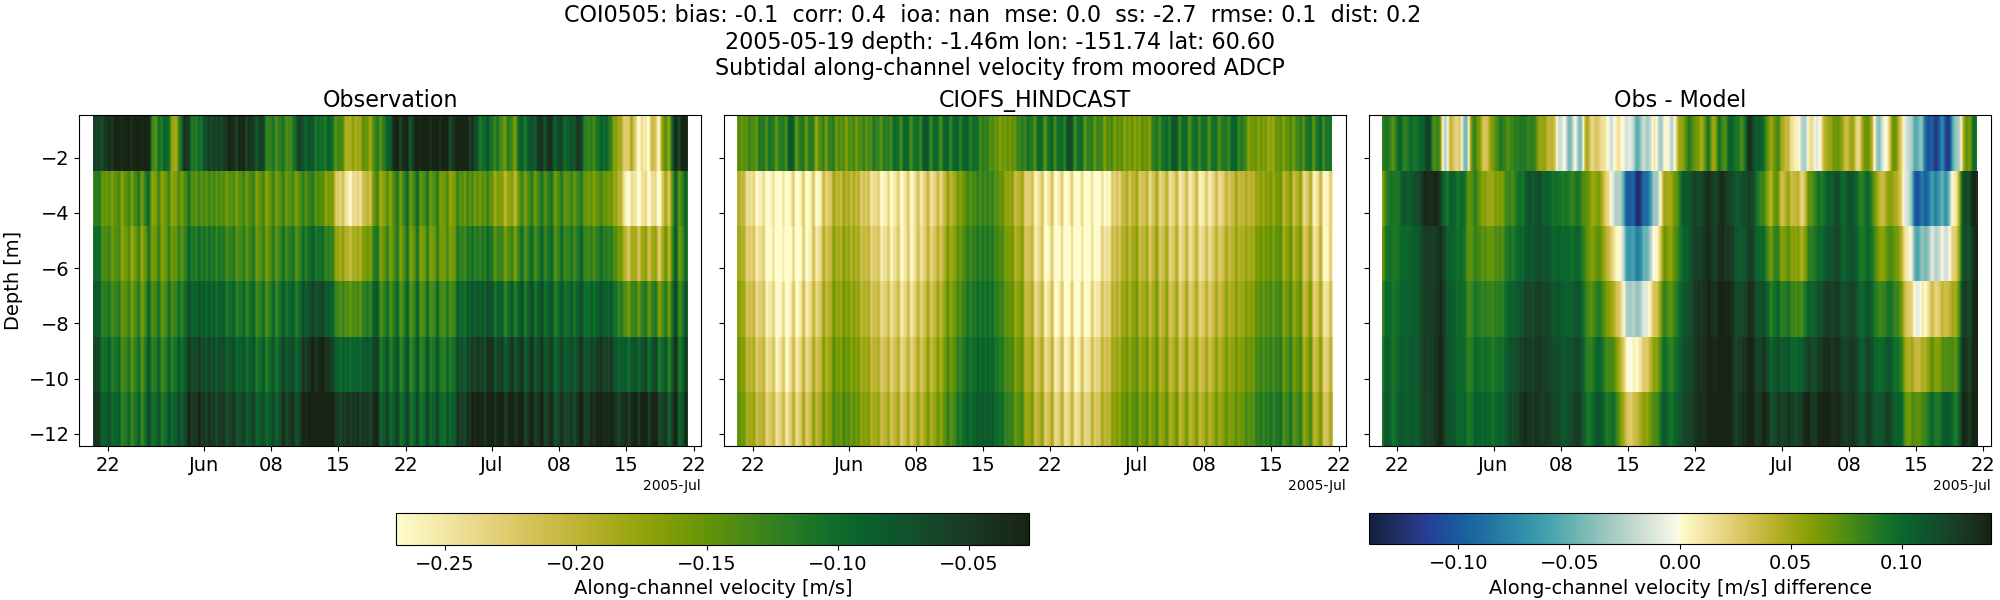 COI0505: bias: -0.1  corr: 0.4  ioa: nan  mse: 0.0  ss: -2.7  rmse: 0.1  dist: 0.2
2005-05-19 depth: -1.46m lon: -151.74 lat: 60.60
Subtidal along-channel velocity from moored ADCP
Observation
CIOFS_HINDCAST
Obs - Model
Depth [m]
−2
−4
−6
−8
−10
−12
22 Jun 08 15 22 Jul 08 15 22
2005-Jul
22 Jun 08 15 22 Jul 08 15 22
2005-Jul
22 Jun 08 15 22 Jul 08 15 22
2005-Jul
−0.25 −0.20 −0.15 −0.10 −0.05
Along-channel velocity [m/s]
−0.10 −0.05 0.00 0.05 0.10
Along-channel velocity [m/s] difference